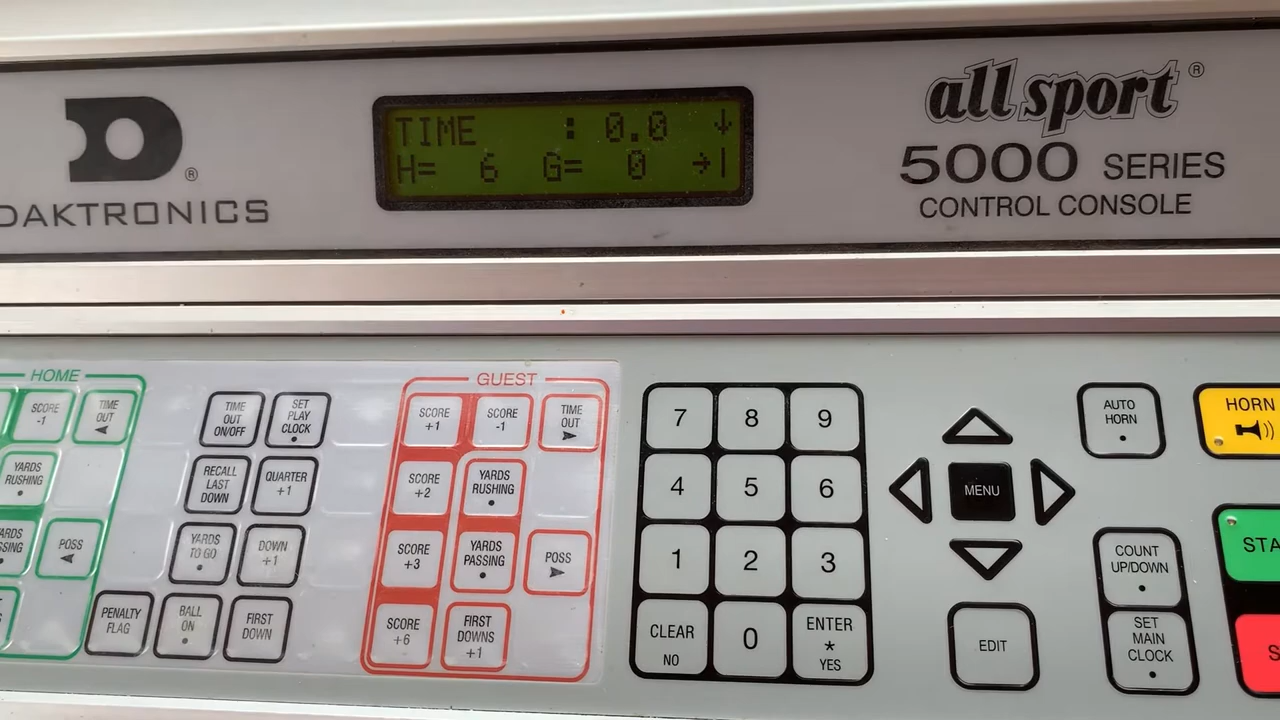 DAKTRONICS
®
TIME : 0.0 ↓
H= 6 G= 0 →|
all sport®
5000 SERIES
CONTROL CONSOLE
HOME
SCORE
-1
TIME
OUT
YARDS
RUSHING
POSS
TIME
OUT
ON/OFF
SET
PLAY
CLOCK
RECALL
LAST
DOWN
QUARTER
+1
YARDS
TO GO
DOWN
+1
PENALTY
FLAG
BALL
ON
FIRST
DOWN
GUEST
SCORE
+1
SCORE
-1
TIME
OUT
SCORE
+2
YARDS
RUSHING
SCORE
+3
YARDS
PASSING
POSS
SCORE
+6
FIRST
DOWNS
+1
7 8 9
4 5 6
1 2 3
CLEAR
NO
0
ENTER
*
YES
MENU
EDIT
AUTO
HORN
HORN
COUNT
UP/DOWN
SET
MAIN
CLOCK